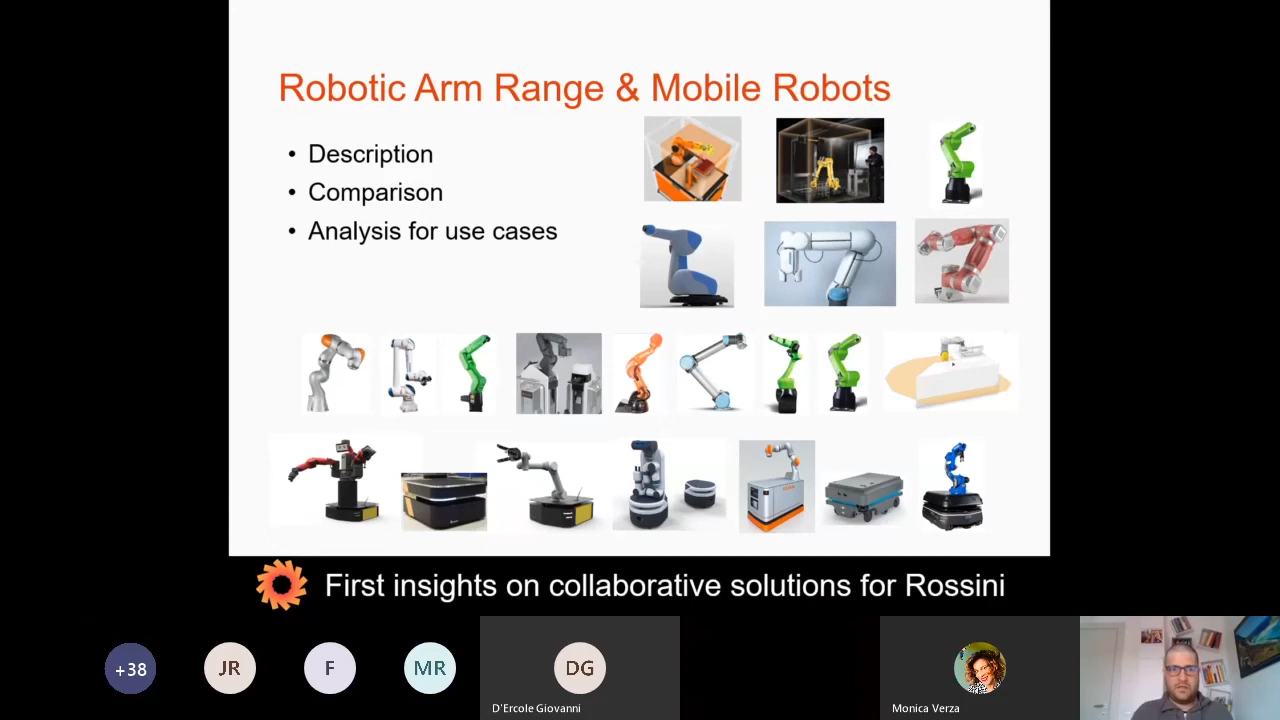 Robotic Arm Range & Mobile Robots
• Description
• Comparison
• Analysis for use cases
First insights on collaborative solutions for Rossini
+38
JR
F
MR
DG
D'Ercole Giovanni
Monica Verza